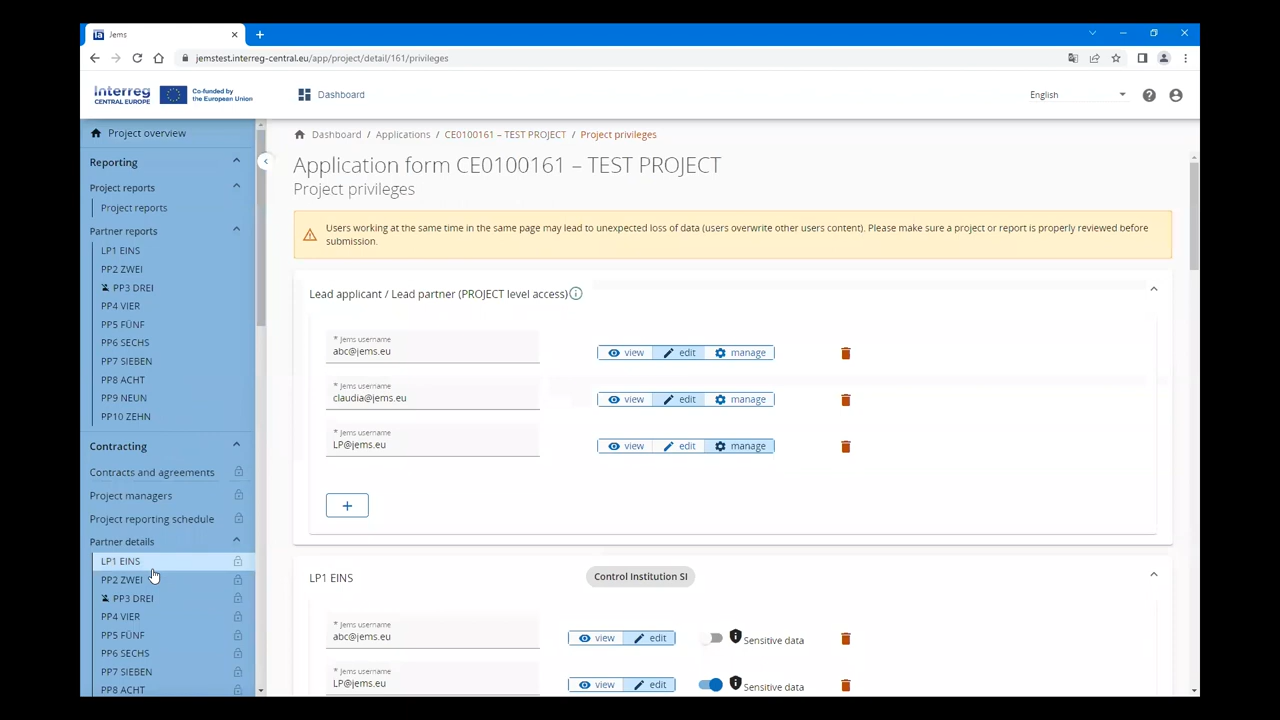 Jems
jemstest.interreg-central.eu/app/project/detail/161/privileges
Interreg
CENTRAL EUROPE
Co-funded by
the European Union
Dashboard
English
Project overview
Reporting
Project reports
Project reports
Partner reports
LP1 EINS
PP2 ZWEI
PP3 DREI
PP4 VIER
PP5 FÜNF
PP6 SECHS
PP7 SIEBEN
PP8 ACHT
PP9 NEUN
PP10 ZEHN
Contracting
Contracts and agreements
Project managers
Project reporting schedule
Partner details
LP1 EINS
PP2 ZWEI
PP3 DREI
PP4 VIER
PP5 FÜNF
PP6 SECHS
PP7 SIEBEN
PP8 ACHT
Dashboard / Applications / CE0100161 – TEST PROJECT / Project privileges
Application form CE0100161 – TEST PROJECT
Project privileges
Users working at the same time in the same page may lead to unexpected loss of data (users overwrite other users content). Please make sure a project or report is properly reviewed before
submission.
Lead applicant / Lead partner (PROJECT level access)
* Jems username
abc@jems.eu view edit manage
* Jems username
claudia@jems.eu view edit manage
* Jems username
LP@jems.eu view edit manage
+
LP1 EINS Control Institution SI
* Jems username
abc@jems.eu view edit Sensitive data
* Jems username
LP@jems.eu view edit Sensitive data